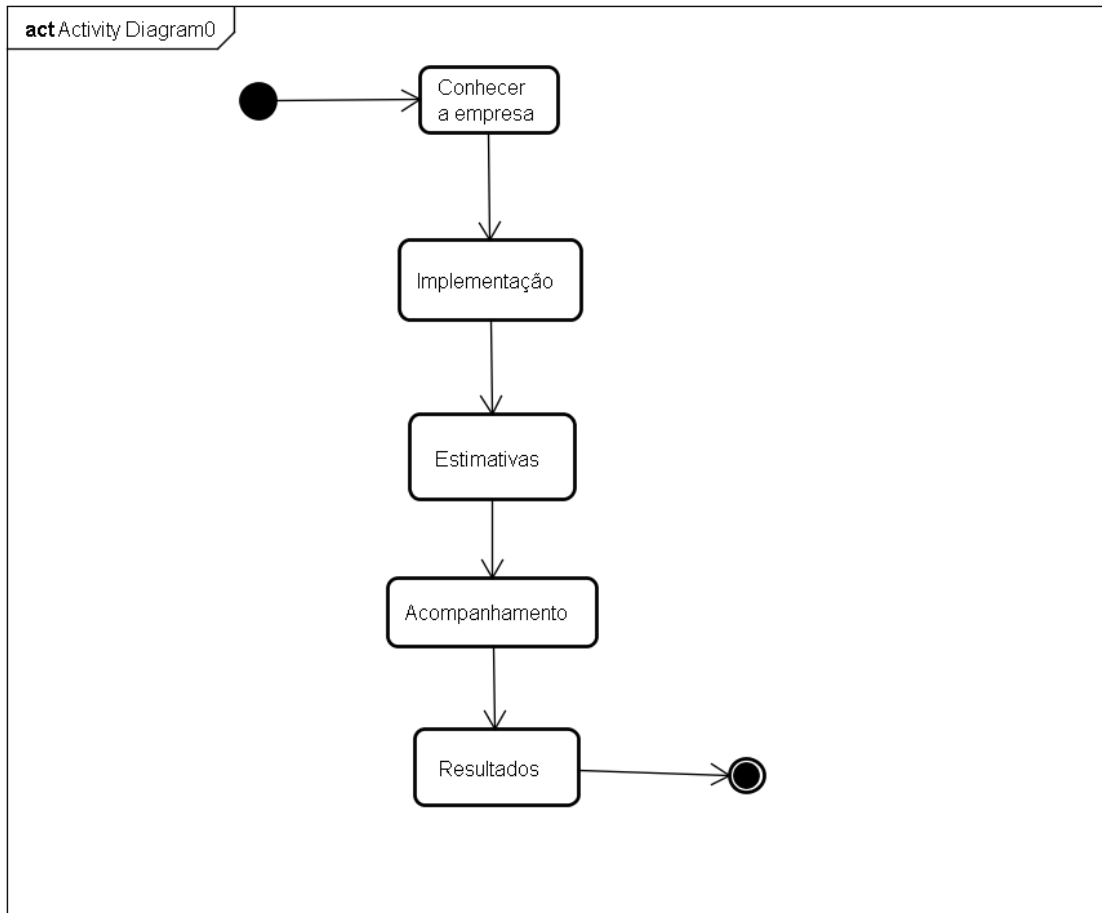 act Activity Diagram0
Conhecer
a empresa
Implementação
Estimativas
Acompanhamento
Resultados